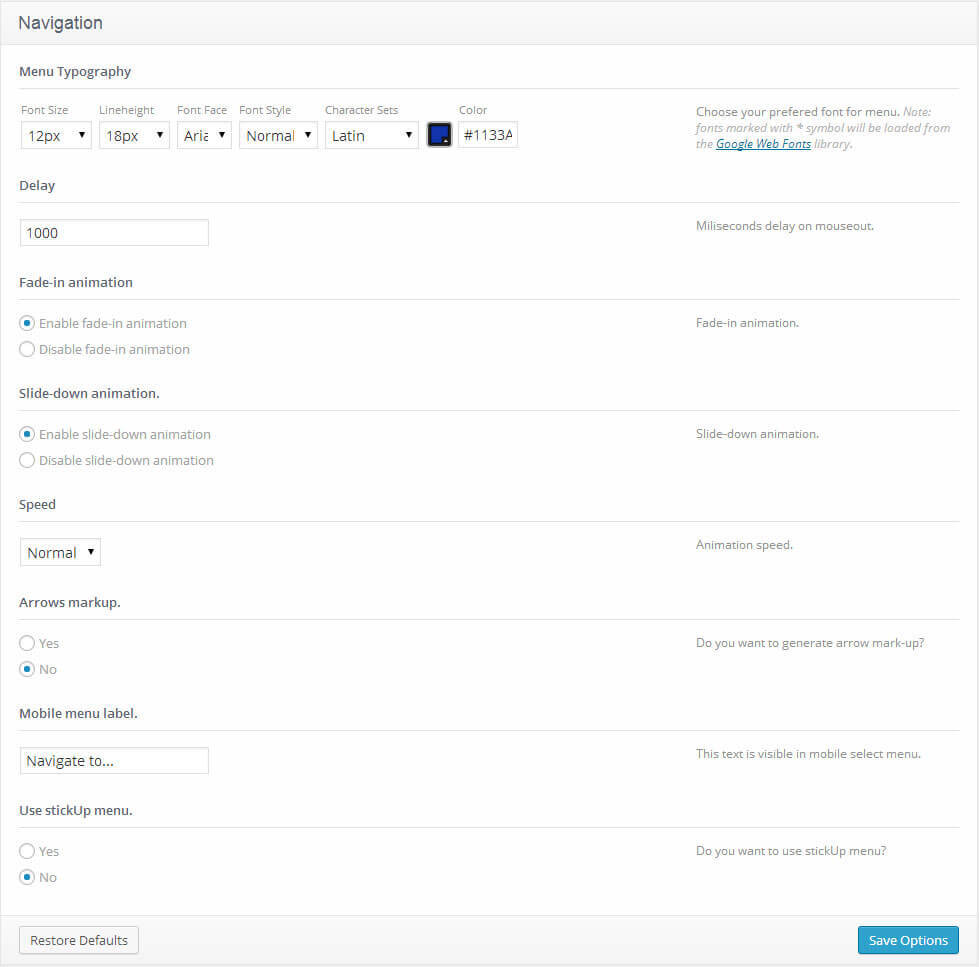 Navigation
Menu Typography
Font Size Lineheight Font Face Font Style Character Sets Color
12px 18px Aria Normal Latin #1133A
Choose your prefered font for menu. Note:
fonts marked with * symbol will be loaded from
the Google Web Fonts library.
Delay
1000
Miliseconds delay on mouseout.
Fade-in animation
Enable fade-in animation
Fade-in animation.
Disable fade-in animation
Slide-down animation.
Enable slide-down animation
Slide-down animation.
Disable slide-down animation
Speed
Normal
Animation speed.
Arrows markup.
Yes
Do you want to generate arrow mark-up?
No
Mobile menu label.
Navigate to...
This text is visible in mobile select menu.
Use stickUp menu.
Yes
Do you want to use stickUp menu?
No
Restore Defaults
Save Options